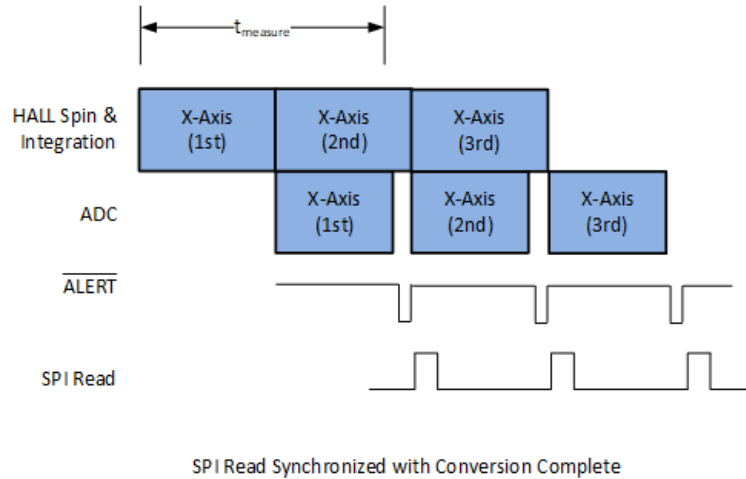 tmeasure
HALL Spin &
Integration
X-Axis
(1st)
X-Axis
(2nd)
X-Axis
(3rd)
ADC
X-Axis
(1st)
X-Axis
(2nd)
X-Axis
(3rd)
ALERT
SPI Read
SPI Read Synchronized with Conversion Complete